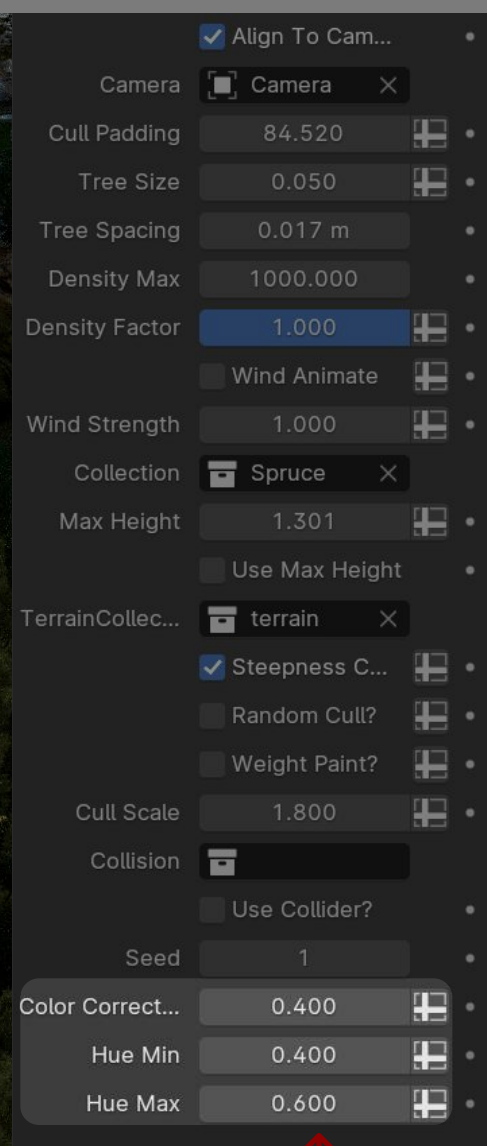 Align To Cam...
Camera Camera
Cull Padding 84.520
Tree Size 0.050
Tree Spacing 0.017 m
Density Max 1000.000
Density Factor 1.000
Wind Animate
Wind Strength 1.000
Collection Spruce
Max Height 1.301
Use Max Height
TerrainCollec... terrain
Steepness C...
Random Cull?
Weight Paint?
Cull Scale 1.800
Collision
Use Collider?
Seed 1
Color Correct... 0.400
Hue Min 0.400
Hue Max 0.600